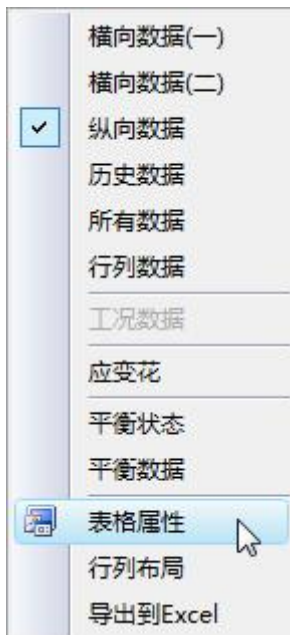 横向数据(一)
横向数据(二)
纵向数据
历史数据
所有数据
行列数据
工况数据
应变花
平衡状态
平衡数据
表格属性
行列布局
导出到Excel